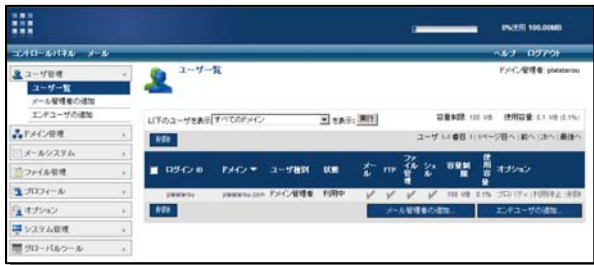 0%使用 100.00MB
コントロールパネル メール
ヘルプ ログアウト
ユーザ管理
ユーザ一覧
メール管理者の追加
エンドユーザの追加
ドメイン管理
メールシステム
ファイル管理
プロフィール
オプション
システム管理
グローバルツール
ユーザ一覧
ドメイン管理者: platatarou
以下のユーザを表示 すべてのドメイン を表示: 実行
容量制限: 100 MB 使用容量: 0.1 MB (0.1%)
削除
ユーザ 1-1 番目 1|1ページ目へ|前へ|次へ|最後へ
ログイン ID ドメイン ユーザ種別 状態 メール FTP ファイル管理 シェル 容量制限 使用容量 オプション
platatarou platatarou.com ドメイン管理者 利用中 100 MB 0.1% プロパティ|利用停止|削除
削除
メール管理者の追加...
エンドユーザの追加...